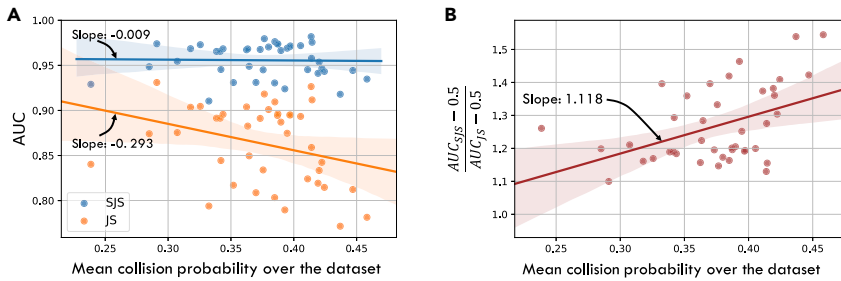 A
1.00
0.95
0.90
0.85
0.80
AUC
Slope: -0.009
Slope: -0.293
SJS
JS
0.25 0.30 0.35 0.40 0.45
Mean collision probability over the dataset
B
1.5
1.4
1.3
1.2
1.1
1.0
AUC_SJS − 0.5
AUC_JS − 0.5
Slope: 1.118
0.25 0.30 0.35 0.40 0.45
Mean collision probability over the dataset